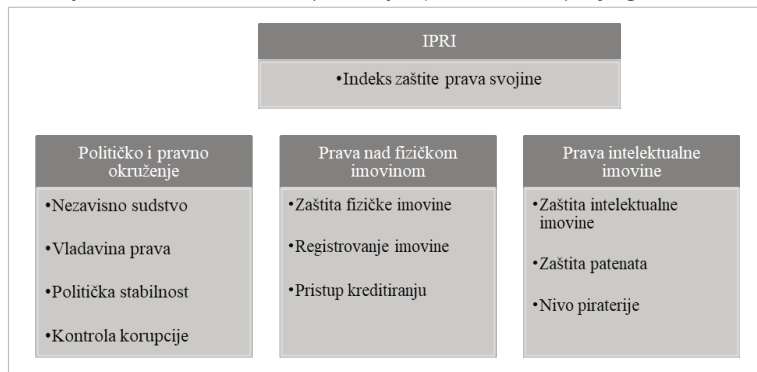 IPRI
•Indeks zaštite prava svojine
Političko i pravno
okruženje
•Nezavisno sudstvo
•Vladavina prava
•Politička stabilnost
•Kontrola korupcije
Prava nad fizičkom
imovinom
•Zaštita fizičke imovine
•Registrovanje imovine
•Pristup kreditiranju
Prava intelektualne
imovine
•Zaštita intelektualne
imovine
•Zaštita patenata
•Nivo piraterije